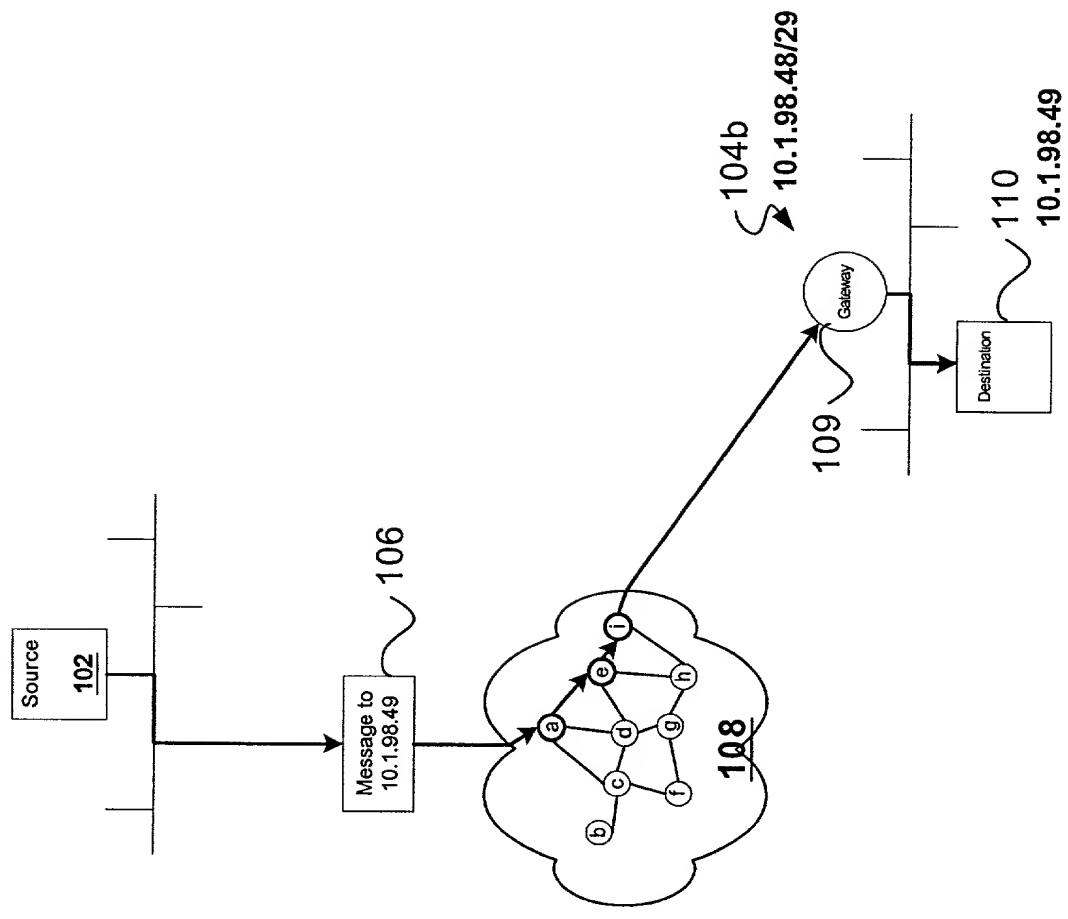 Source
102
Message to
10.1.98.49
106
a
b
c
d
e
f
g
h
i
108
104b
10.1.98.48/29
Gateway
109
Destination
110
10.1.98.49